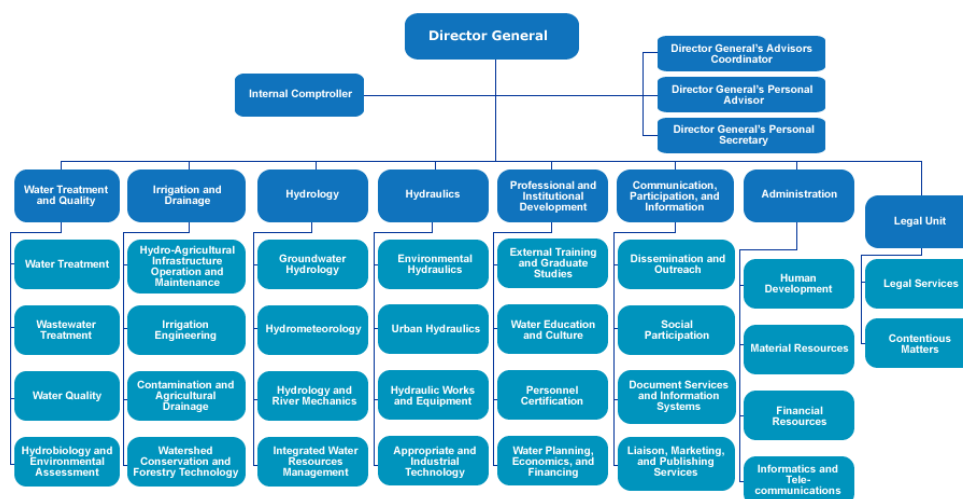 Director General
Director General's Advisors
Coordinator
Internal Comptroller
Director General's Personal
Advisor
Director General's Personal
Secretary
Water Treatment
and Quality
Irrigation and
Drainage
Hydrology
Hydraulics
Professional and
Institutional
Development
Communication,
Participation, and
Information
Administration
Legal Unit
Water Treatment
Wastewater
Treatment
Water Quality
Hydrobiology and
Environmental
Assessment
Hydro-Agricultural
Infrastructure
Operation and
Maintenance
Irrigation
Engineering
Contamination and
Agricultural
Drainage
Watershed
Conservation and
Forestry Technology
Groundwater
Hydrology
Hydrometeorology
Hydrology and
River Mechanics
Integrated Water
Resources
Management
Environmental
Hydraulics
Urban Hydraulics
Hydraulic Works
and Equipment
Appropriate and
Industrial
Technology
External Training
and Graduate
Studies
Water Education
and Culture
Personnel
Certification
Water Planning,
Economics, and
Financing
Dissemination and
Outreach
Social
Participation
Document Services
and Information
Systems
Liaison, Marketing,
and Publishing
Services
Human
Development
Material Resources
Financial
Resources
Informatics and
Tele-
communications
Legal Services
Contentious
Matters